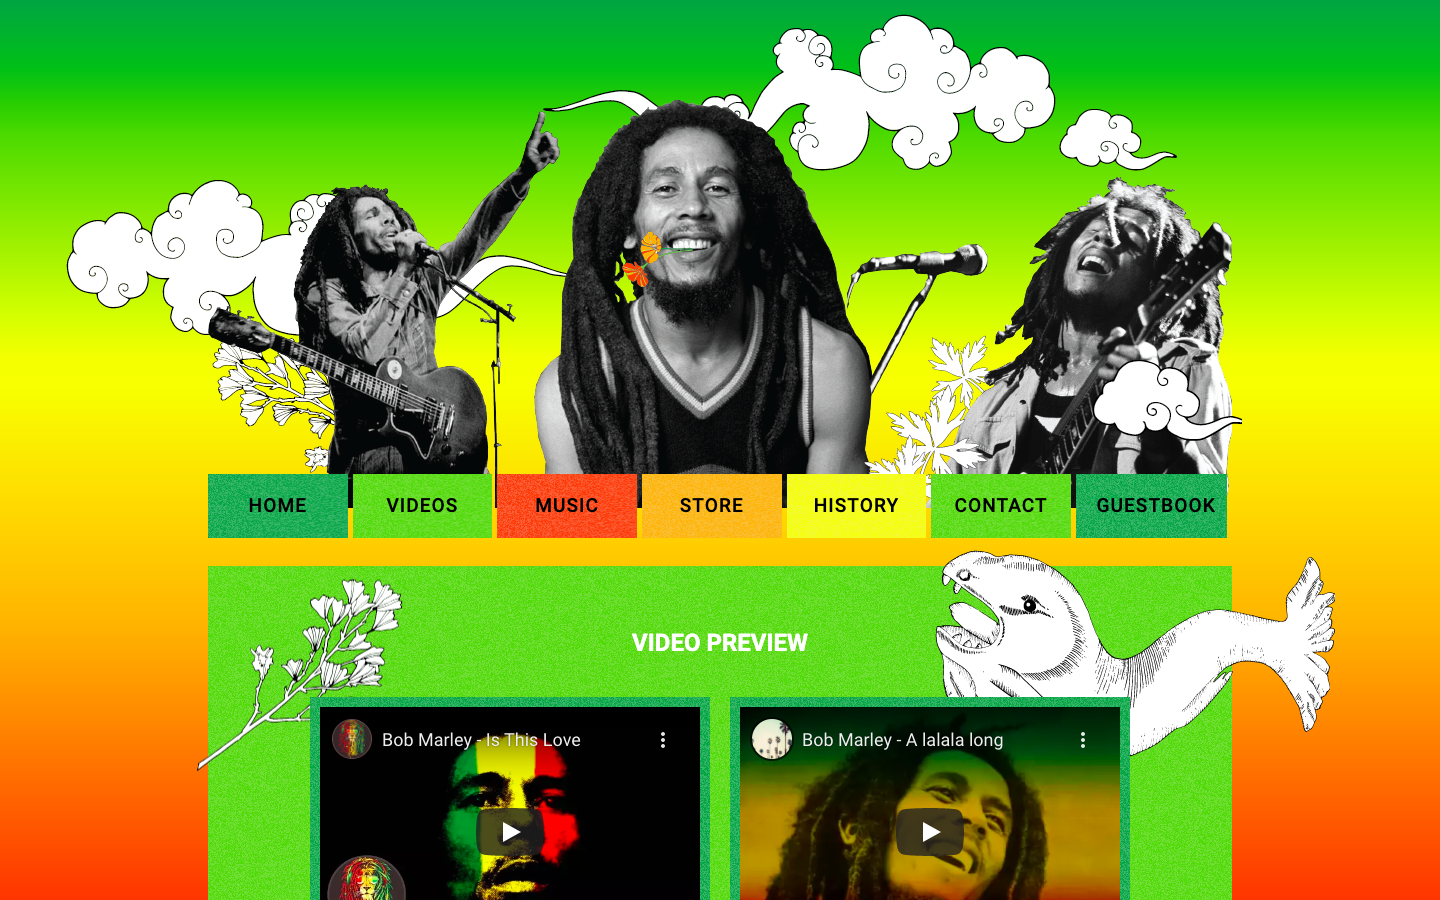 HOME
VIDEOS
MUSIC
STORE
HISTORY
CONTACT
GUESTBOOK
VIDEO PREVIEW
Bob Marley - Is This Love
Bob Marley - A lalala long